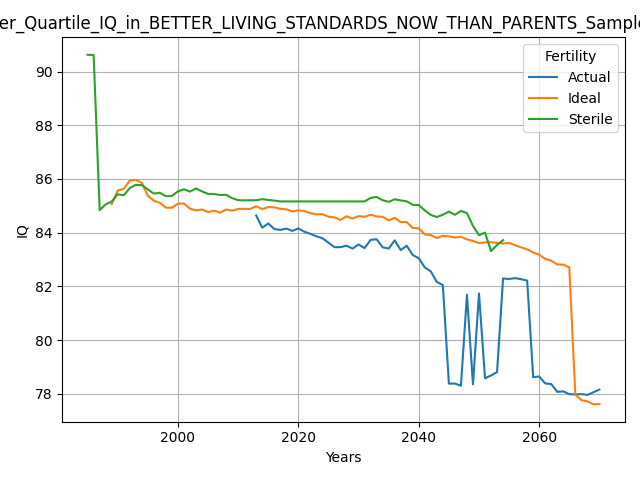 er_Quartile_IQ_in_BETTER_LIVING_STANDARDS_NOW_THAN_PARENTS_Sample
Fertility
Actual
Ideal
Sterile
90
88
86
84
82
80
78
IQ
2000
2020
2040
2060
Years